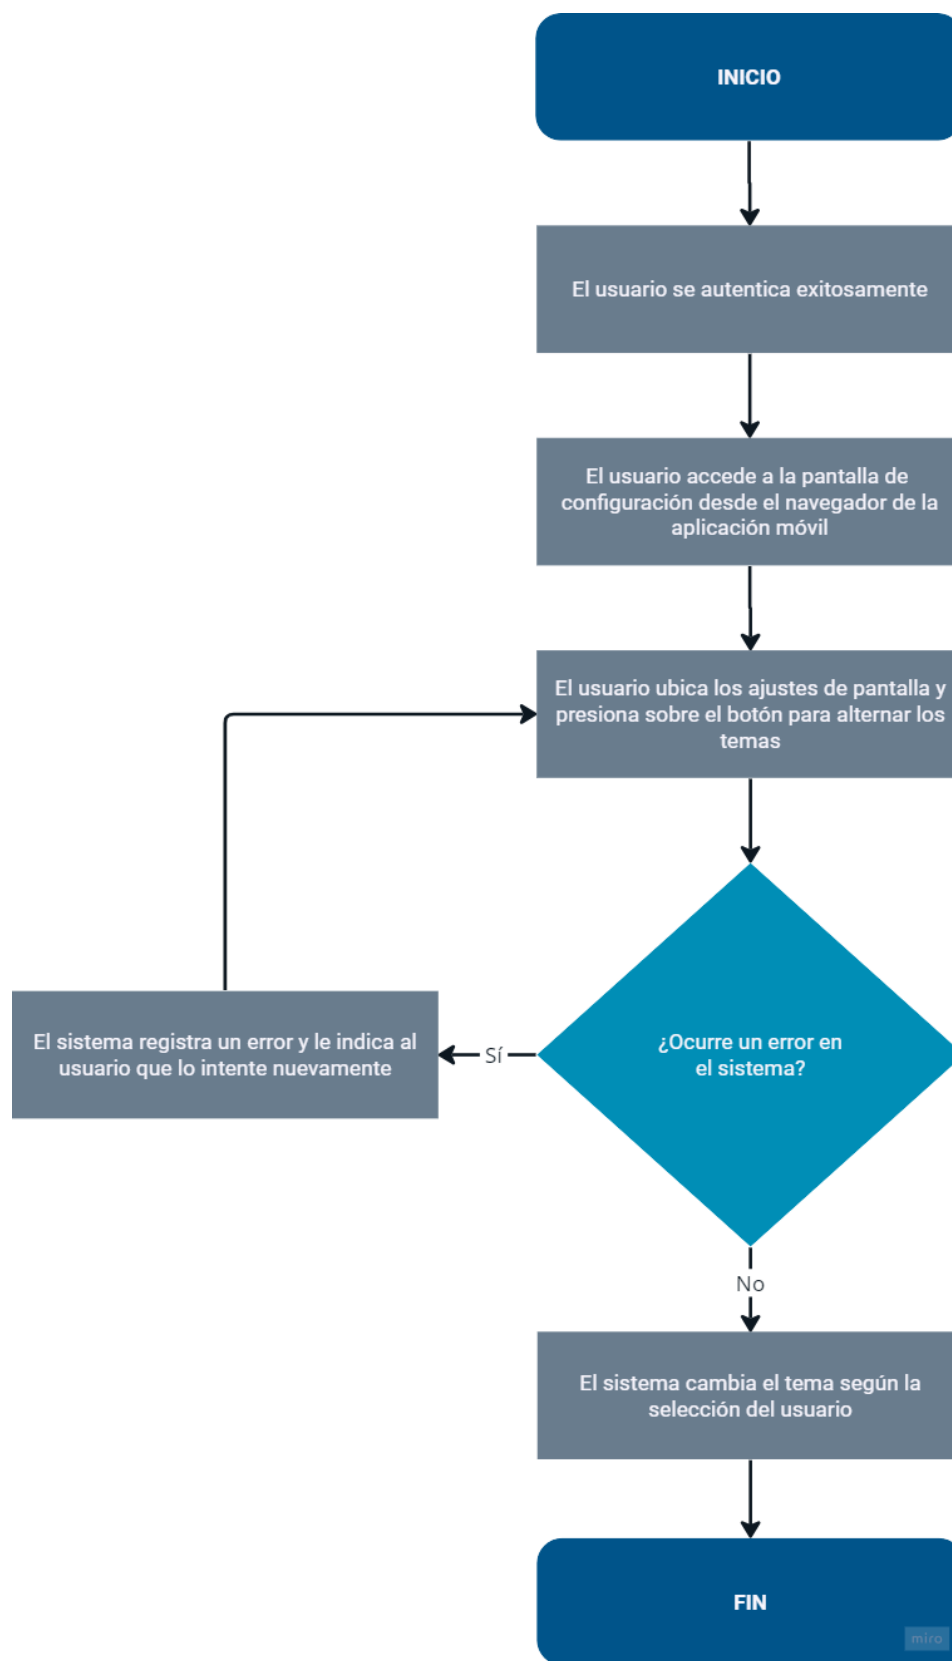 INICIO
El usuario se autentica exitosamente
El usuario accede a la pantalla de
configuración desde el navegador de la
aplicación móvil
El usuario ubica los ajustes de pantalla y
presiona sobre el botón para alternar los
temas
¿Ocurre un error en
el sistema?
Sí
El sistema registra un error y le indica al
usuario que lo intente nuevamente
No
El sistema cambia el tema según la
selección del usuario
FIN
miro